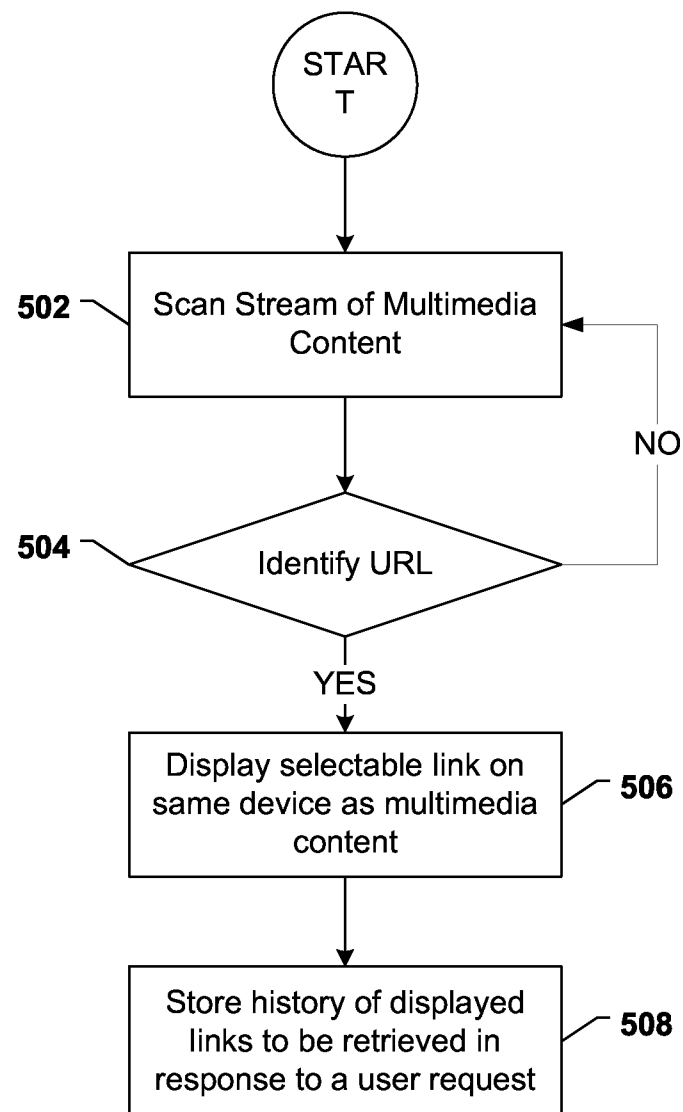 STAR
T
502
Scan Stream of Multimedia
Content
NO
504
Identify URL
YES
Display selectable link on
same device as multimedia
content
506
Store history of displayed
links to be retrieved in
response to a user request
508